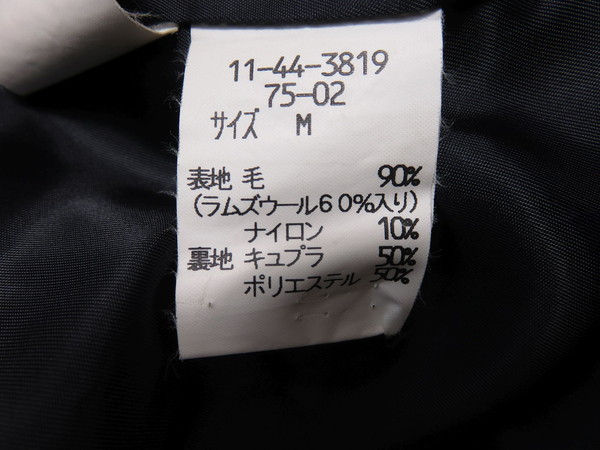 11-44-3819
75-02
サイズ M
表地 毛 90%
(ラムズウール60%入り)
ナイロン 10%
裏地 キュプラ 50%
ポリエステル 50%